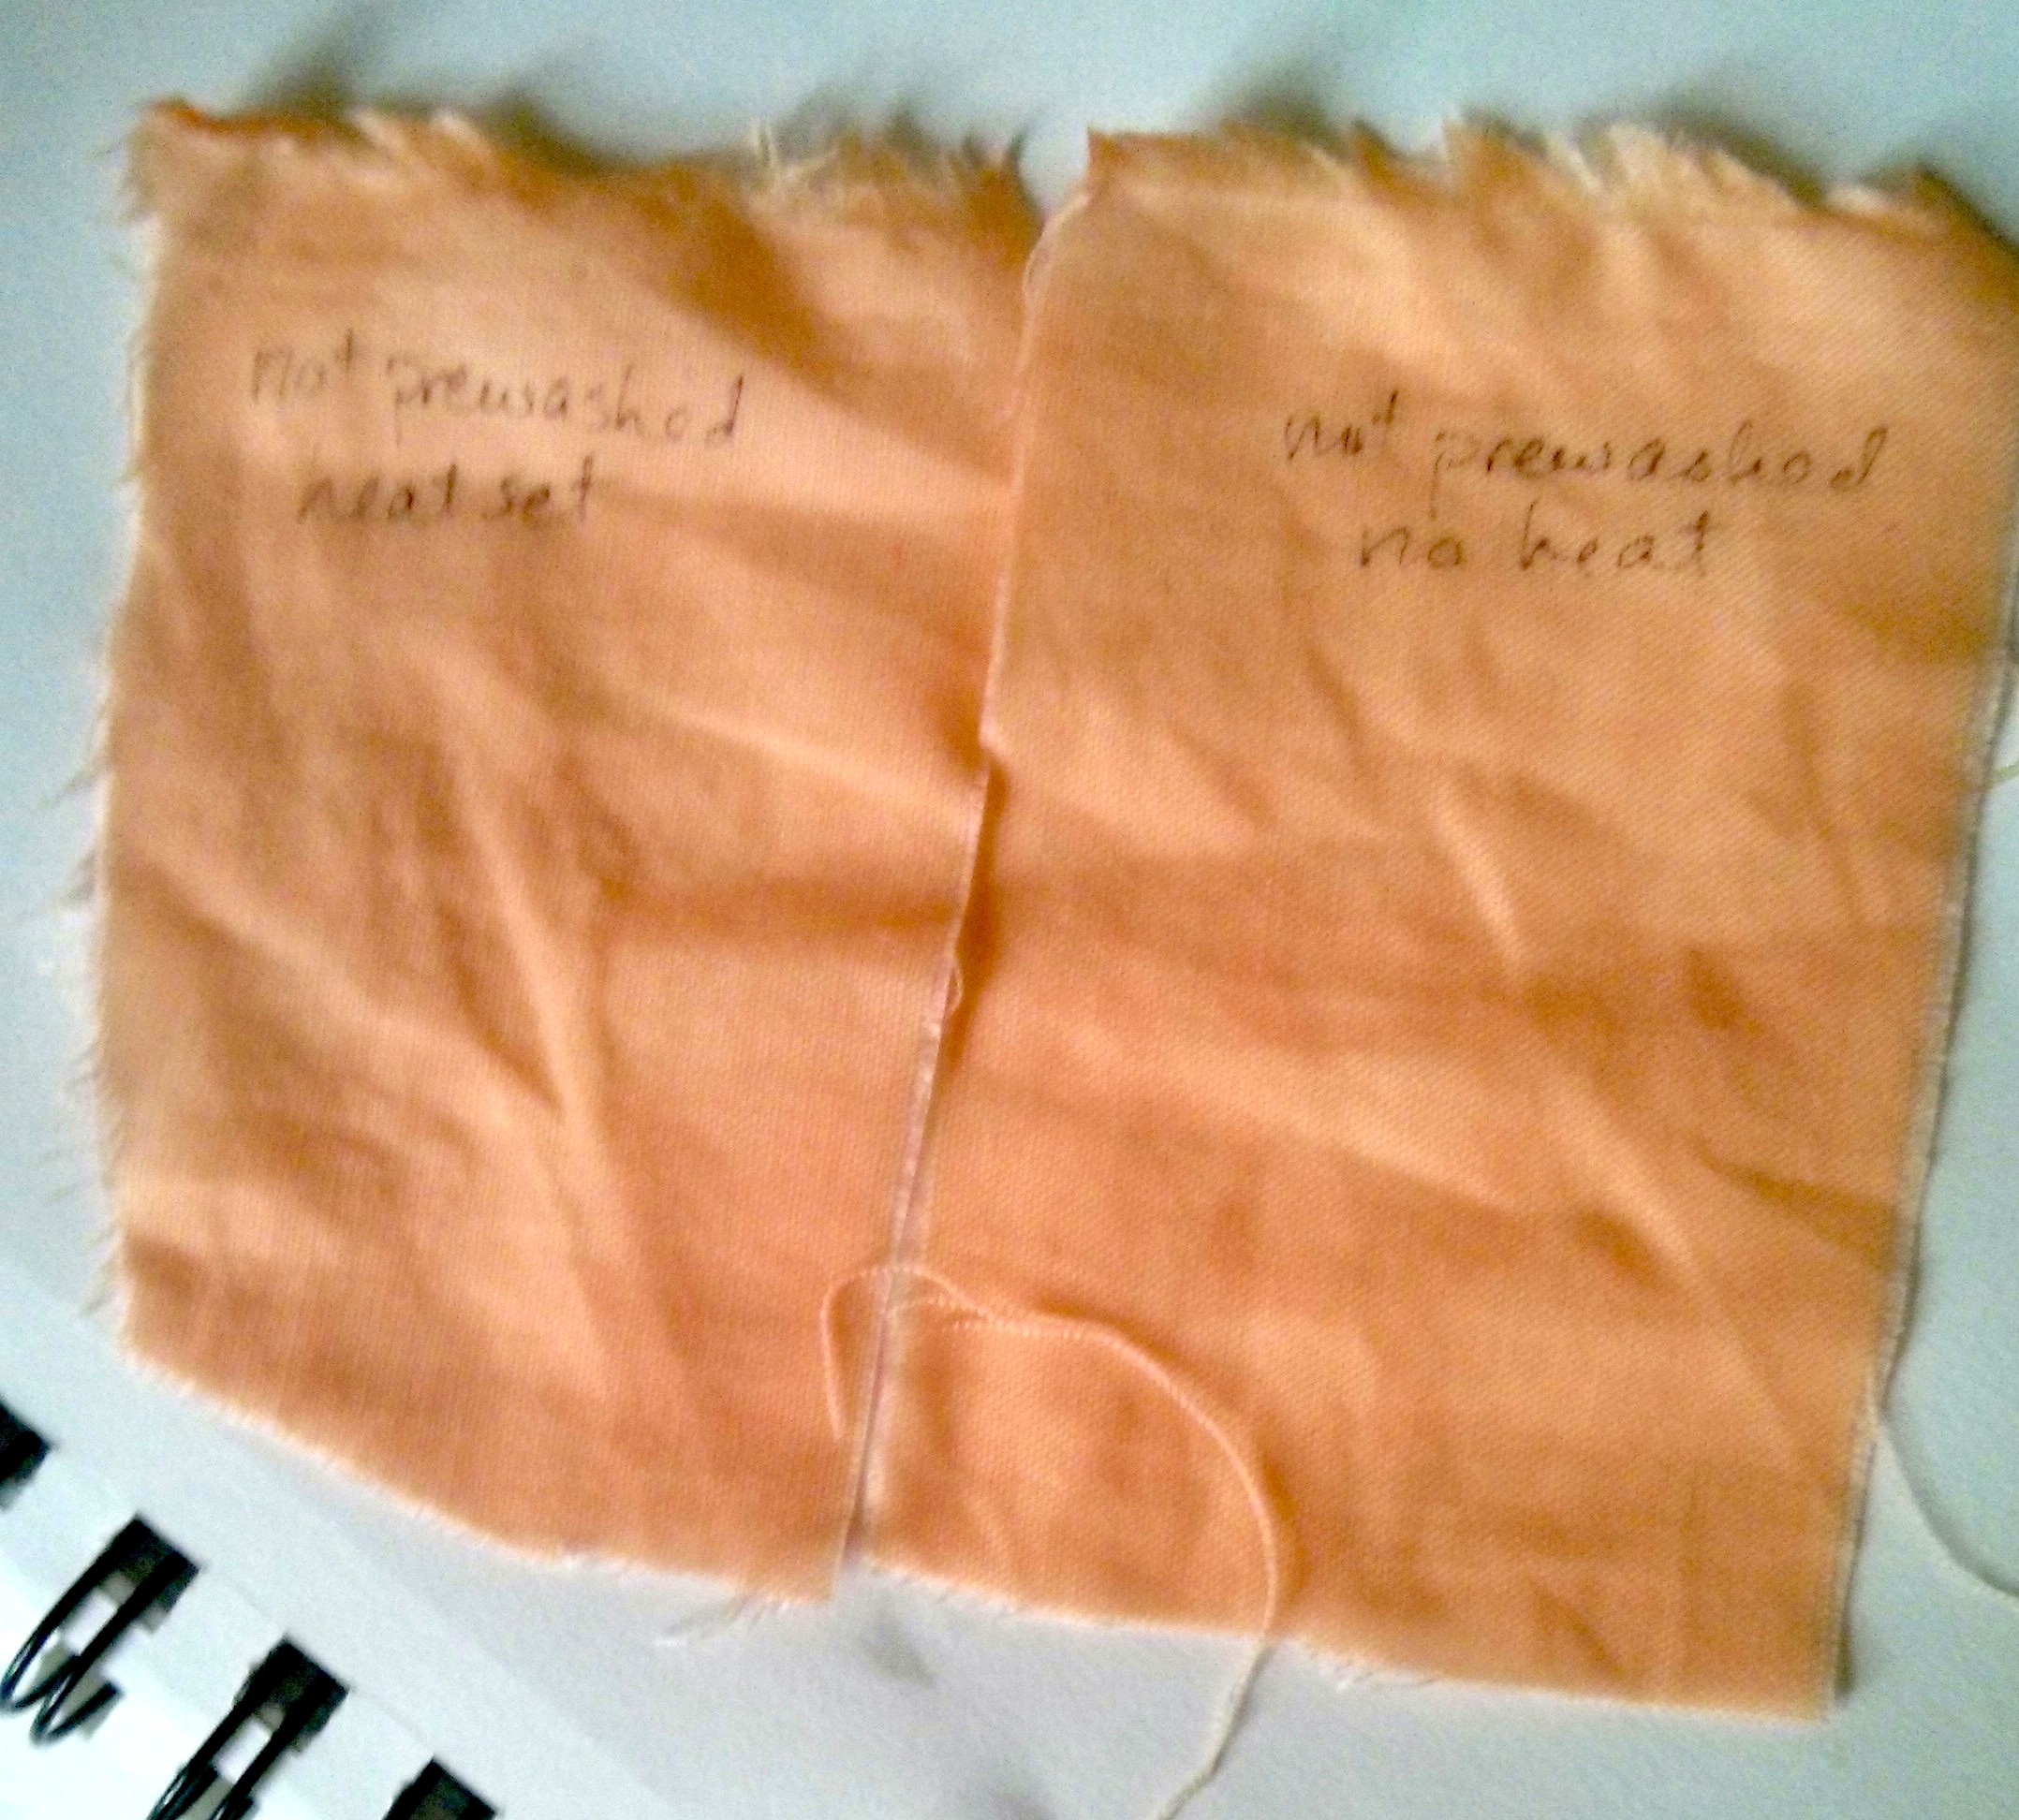 not prewashed
heat set
not prewashed
no heat